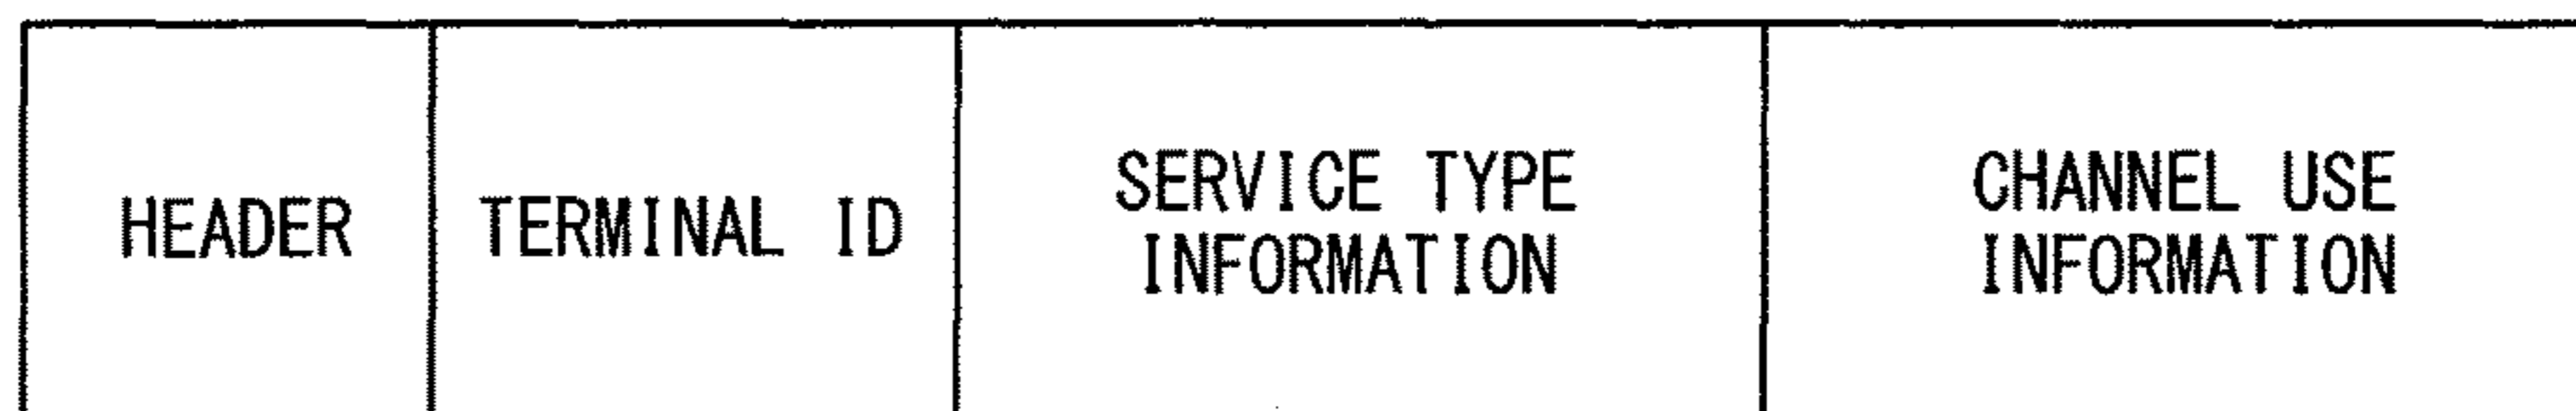 HEADER
TERMINAL ID
SERVICE TYPE
INFORMATION
CHANNEL USE
INFORMATION